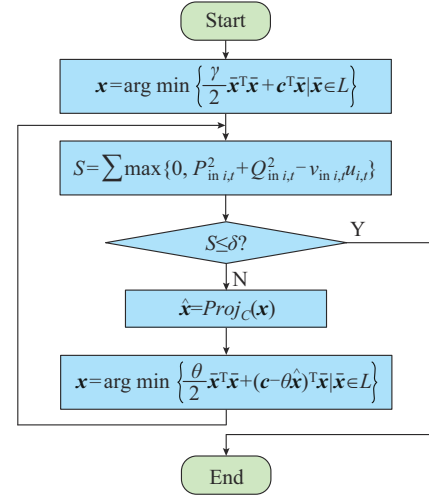 Start
x=arg min {γ/2 x̄ᵀx̄+cᵀx̄|x̄∈L}
S=∑max{0, P²in i,t+Q²in i,t−vin i,tui,t}
S≤δ?
Y
N
x̂=ProjC(x)
x=arg min {θ/2 x̄ᵀx̄+(c−θx̂)ᵀx̄|x̄∈L}
End